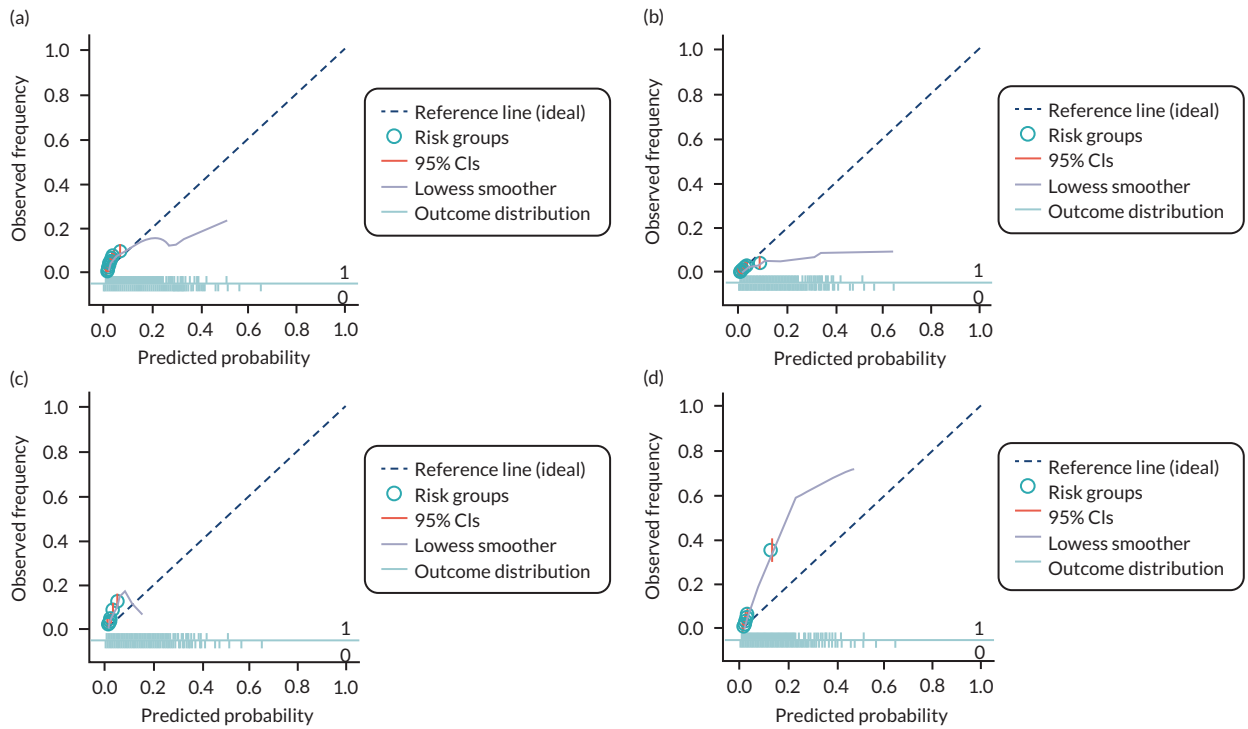 (a)
Observed frequency
1.0
0.8
0.6
0.4
0.2
0.0
1
0
0.0 0.2 0.4 0.6 0.8 1.0
Predicted probability
Reference line (ideal)
Risk groups
95% CIs
Lowess smoother
Outcome distribution
(b)
Observed frequency
1.0
0.8
0.6
0.4
0.2
0.0
1
0
0.0 0.2 0.4 0.6 0.8 1.0
Predicted probability
Reference line (ideal)
Risk groups
95% CIs
Lowess smoother
Outcome distribution
(c)
Observed frequency
1.0
0.8
0.6
0.4
0.2
0.0
1
0
0.0 0.2 0.4 0.6 0.8 1.0
Predicted probability
Reference line (ideal)
Risk groups
95% CIs
Lowess smoother
Outcome distribution
(d)
Observed frequency
1.0
0.8
0.6
0.4
0.2
0.0
1
0
0.0 0.2 0.4 0.6 0.8 1.0
Predicted probability
Reference line (ideal)
Risk groups
95% CIs
Lowess smoother
Outcome distribution